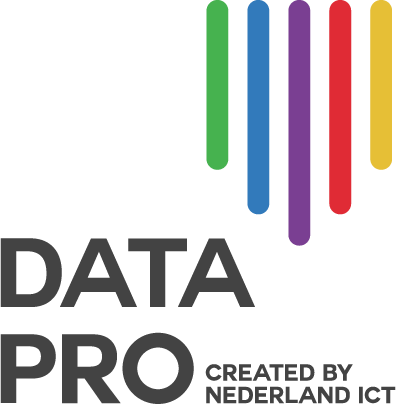 DATA
PRO
CREATED BY
NEDERLAND ICT